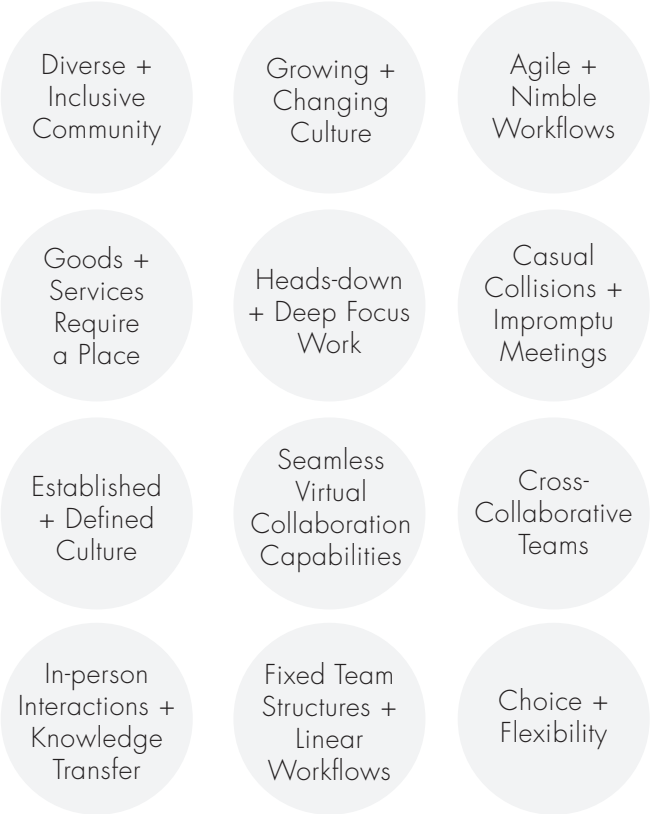 Diverse +
Inclusive
Community
Growing +
Changing
Culture
Agile +
Nimble
Workflows
Goods +
Services
Require
a Place
Heads-down
+ Deep Focus
Work
Casual
Collisions +
Impromptu
Meetings
Established
+ Defined
Culture
Seamless
Virtual
Collaboration
Capabilities
Cross-
Collaborative
Teams
In-person
Interactions +
Knowledge
Transfer
Fixed Team
Structures +
Linear
Workflows
Choice +
Flexibility